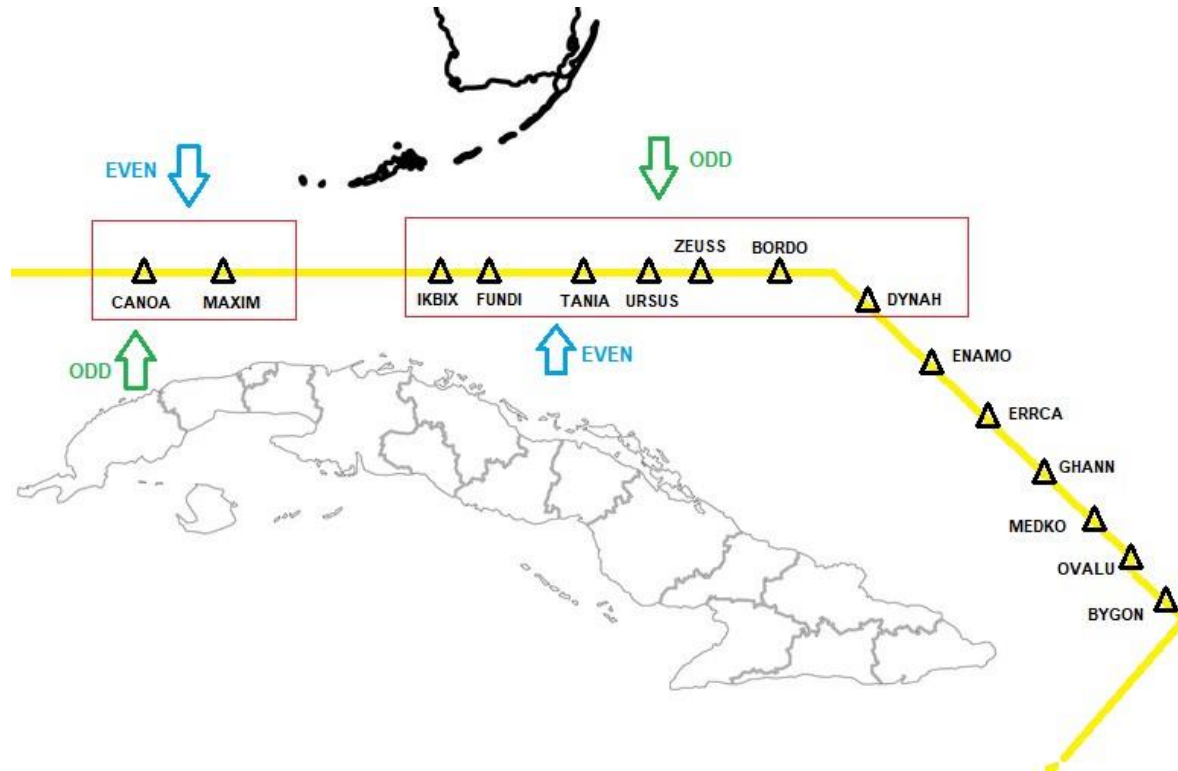 EVEN
ODD
ZEUSS
BORDO
CANOA
MAXIM
IKBIX
FUNDI
TANIA
URSUS
DYNAH
ODD
EVEN
ENAMO
ERRCA
GHANN
MEDKO
OVALU
BYGON